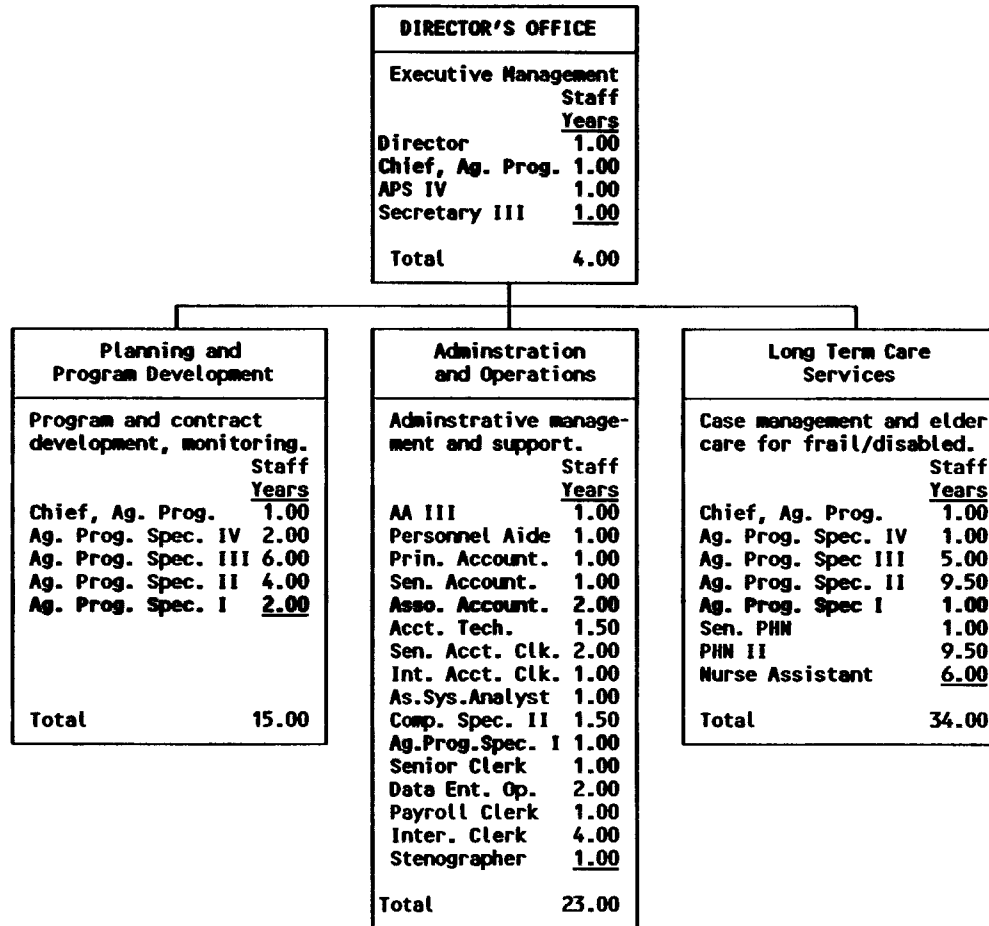 DIRECTOR'S OFFICE
Executive Management
Staff
Years
Director 1.00
Chief, Ag. Prog. 1.00
APS IV 1.00
Secretary III 1.00
Total 4.00
Planning and
Program Development
Program and contract
development, monitoring.
Staff
Years
Chief, Ag. Prog. 1.00
Ag. Prog. Spec. IV 2.00
Ag. Prog. Spec. III 6.00
Ag. Prog. Spec. II 4.00
Ag. Prog. Spec. I 2.00
Total 15.00
Adminstration
and Operations
Adminstrative manage-
ment and support.
Staff
Years
AA III 1.00
Personnel Aide 1.00
Prin. Account. 1.00
Sen. Account. 1.00
Asso. Account. 2.00
Acct. Tech. 1.50
Sen. Acct. Clk. 2.00
Int. Acct. Clk. 1.00
As.Sys.Analyst 1.00
Comp. Spec. II 1.50
Ag.Prog.Spec. I 1.00
Senior Clerk 1.00
Data Ent. Op. 2.00
Payroll Clerk 1.00
Inter. Clerk 4.00
Stenographer 1.00
Total 23.00
Long Term Care
Services
Case management and elder
care for frail/disabled.
Staff
Years
Chief, Ag. Prog. 1.00
Ag. Prog. Spec. IV 1.00
Ag. Prog. Spec III 5.00
Ag. Prog. Spec. II 9.50
Ag. Prog. Spec I 1.00
Sen. PHN 1.00
PHN II 9.50
Nurse Assistant 6.00
Total 34.00